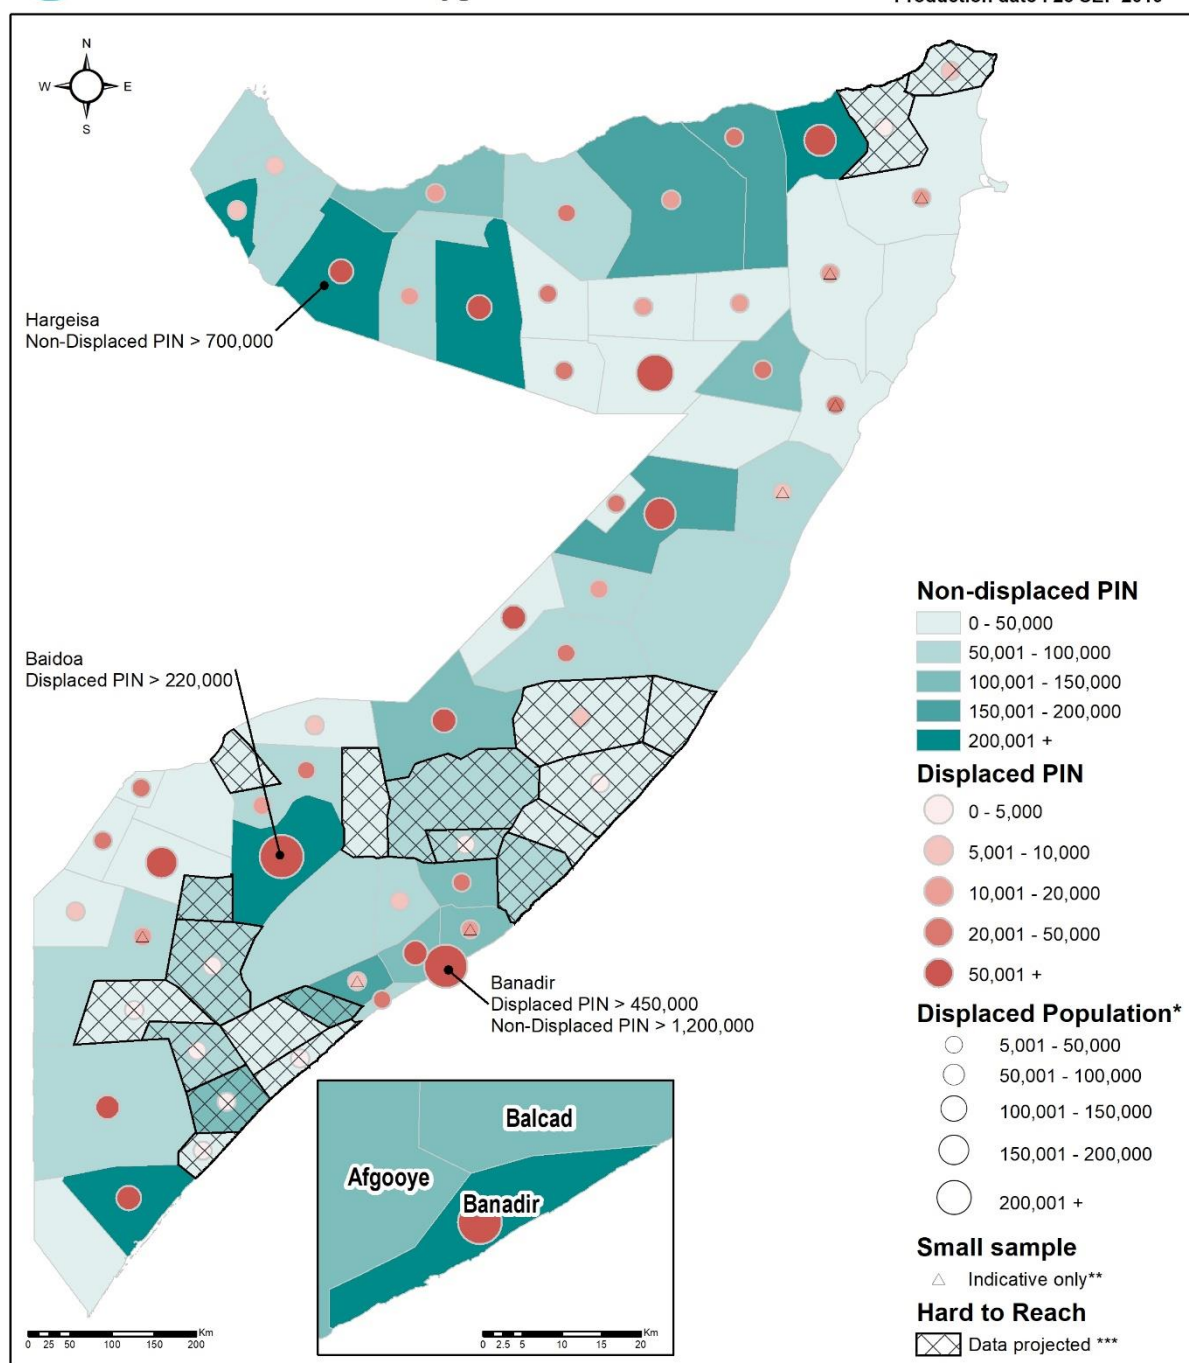 N
W E
S
Hargeisa
Non-Displaced PIN > 700,000
Baidoa
Displaced PIN > 220,000
Banadir
Displaced PIN > 450,000
Non-Displaced PIN > 1,200,000
Non-displaced PIN
0 - 50,000
50,001 - 100,000
100,001 - 150,000
150,001 - 200,000
200,001 +
Displaced PIN
0 - 5,000
5,001 - 10,000
10,001 - 20,000
20,001 - 50,000
50,001 +
Displaced Population*
5,001 - 50,000
50,001 - 100,000
100,001 - 150,000
150,001 - 200,000
200,001 +
Small sample
Indicative only**
Hard to Reach
Data projected ***
Balcad
Afgooye
Banadir
Km
0 25 50 100 150 200
Km
0 2.5 5 10 15 20